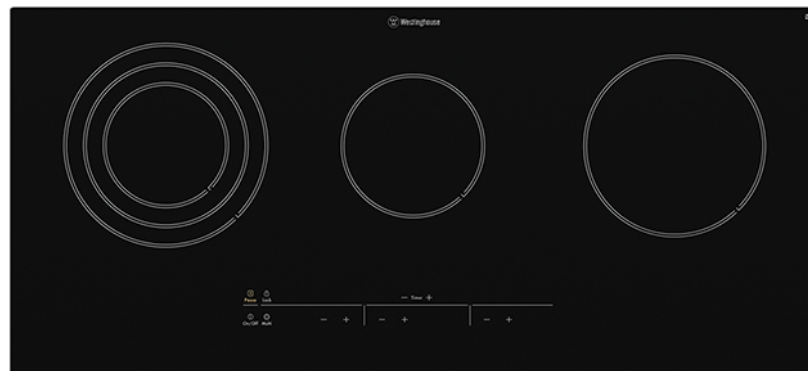 Westinghouse
Pause Lock
− Timer +
On/Off Multi
− + − + − +